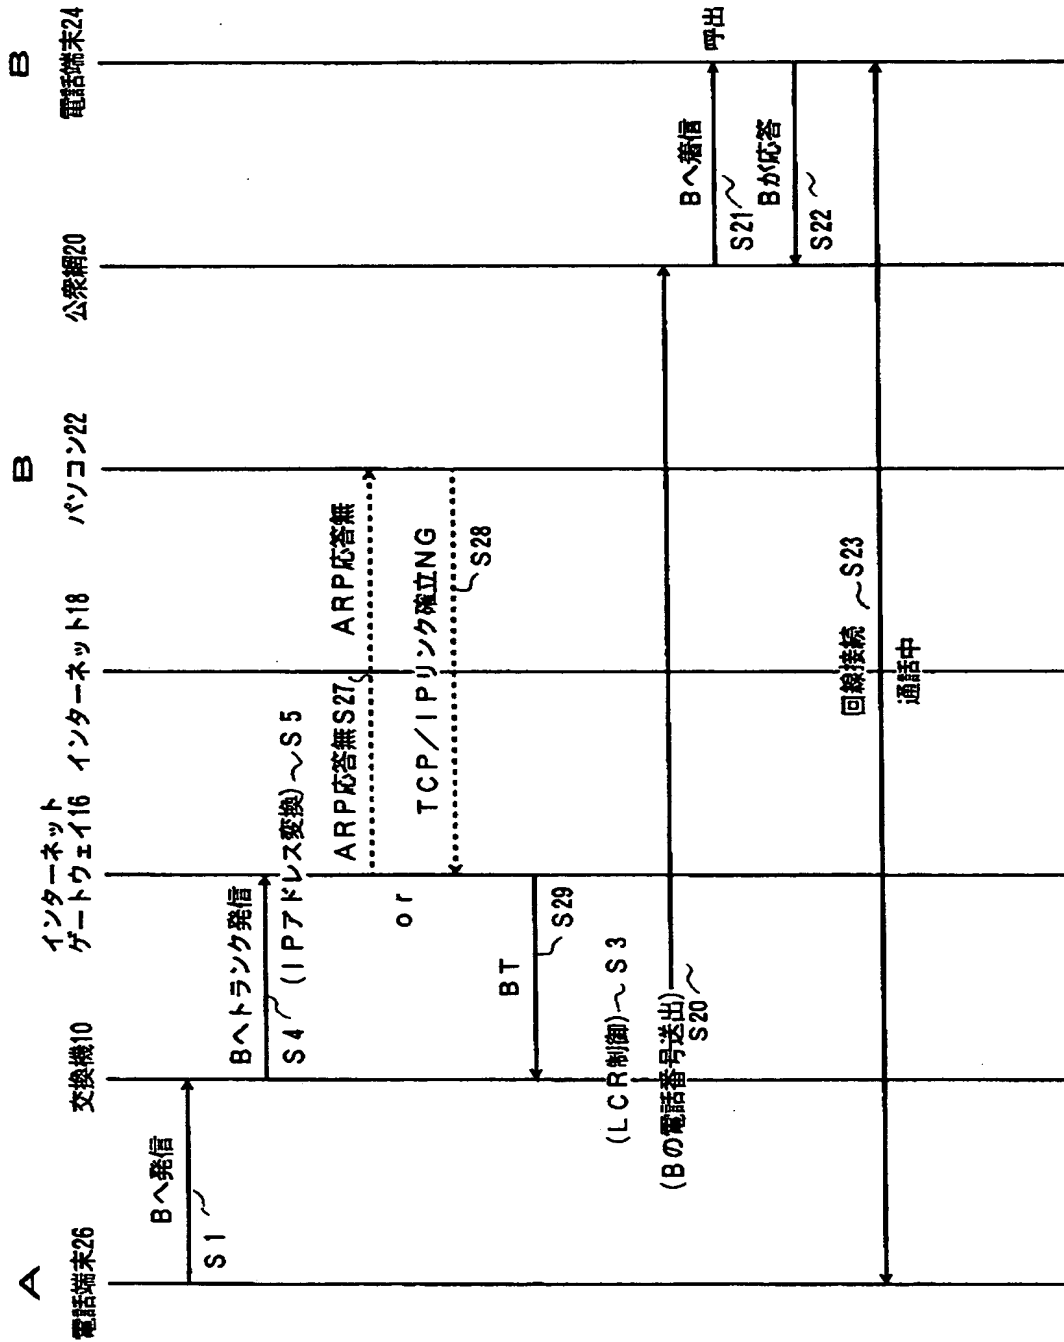 A
電話端末26
交換機10
インターネット
ゲートウェイ16
インターネット18
B
パソコン22
公衆網20
B
電話端末24
Bへ発信
S1
Bへトランク発信
S4
(IPアドレス変換)～S5
ARP応答無S27
ARP応答無
or
TCP／IPリンク確立NG
S28
BT
S29
(LCR制御)～S3
(Bの電話番号送出)
S20
Bへ着信
S21
呼出
Bが応答
S22
回線接続
～S23
通話中